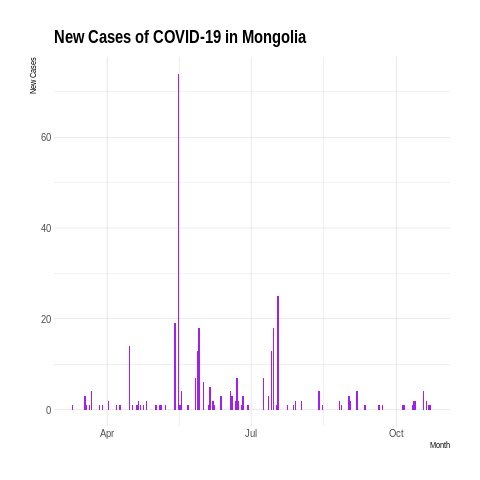 New Cases of COVID-19 in Mongolia
New Cases
60
40
20
0
Apr
Jul
Oct
Month